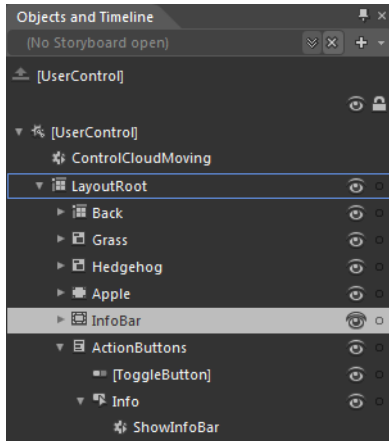 Objects and Timeline
(No Storyboard open)
[UserControl]
[UserControl]
ControlCloudMoving
LayoutRoot
Back
Grass
Hedgehog
Apple
InfoBar
ActionButtons
[ToggleButton]
Info
ShowInfoBar